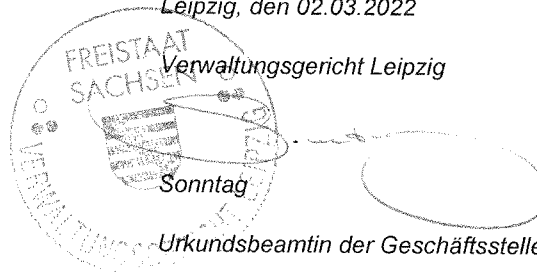 Leipzig, den 02.03.2022
FREISTAAT
SACHSEN
Verwaltungsgericht Leipzig
Sonntag
Urkundsbeamtin der Geschäftsstelle